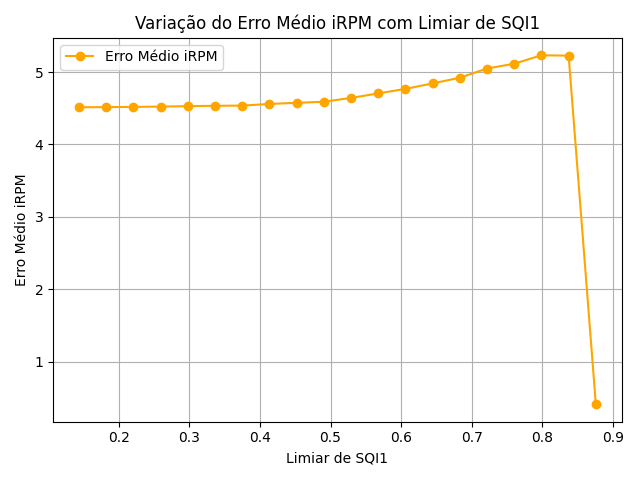 Variação do Erro Médio iRPM com Limiar de SQI1
Erro Médio iRPM
Erro Médio iRPM
5
4
3
2
1
0.2 0.3 0.4 0.5 0.6 0.7 0.8 0.9
Limiar de SQI1